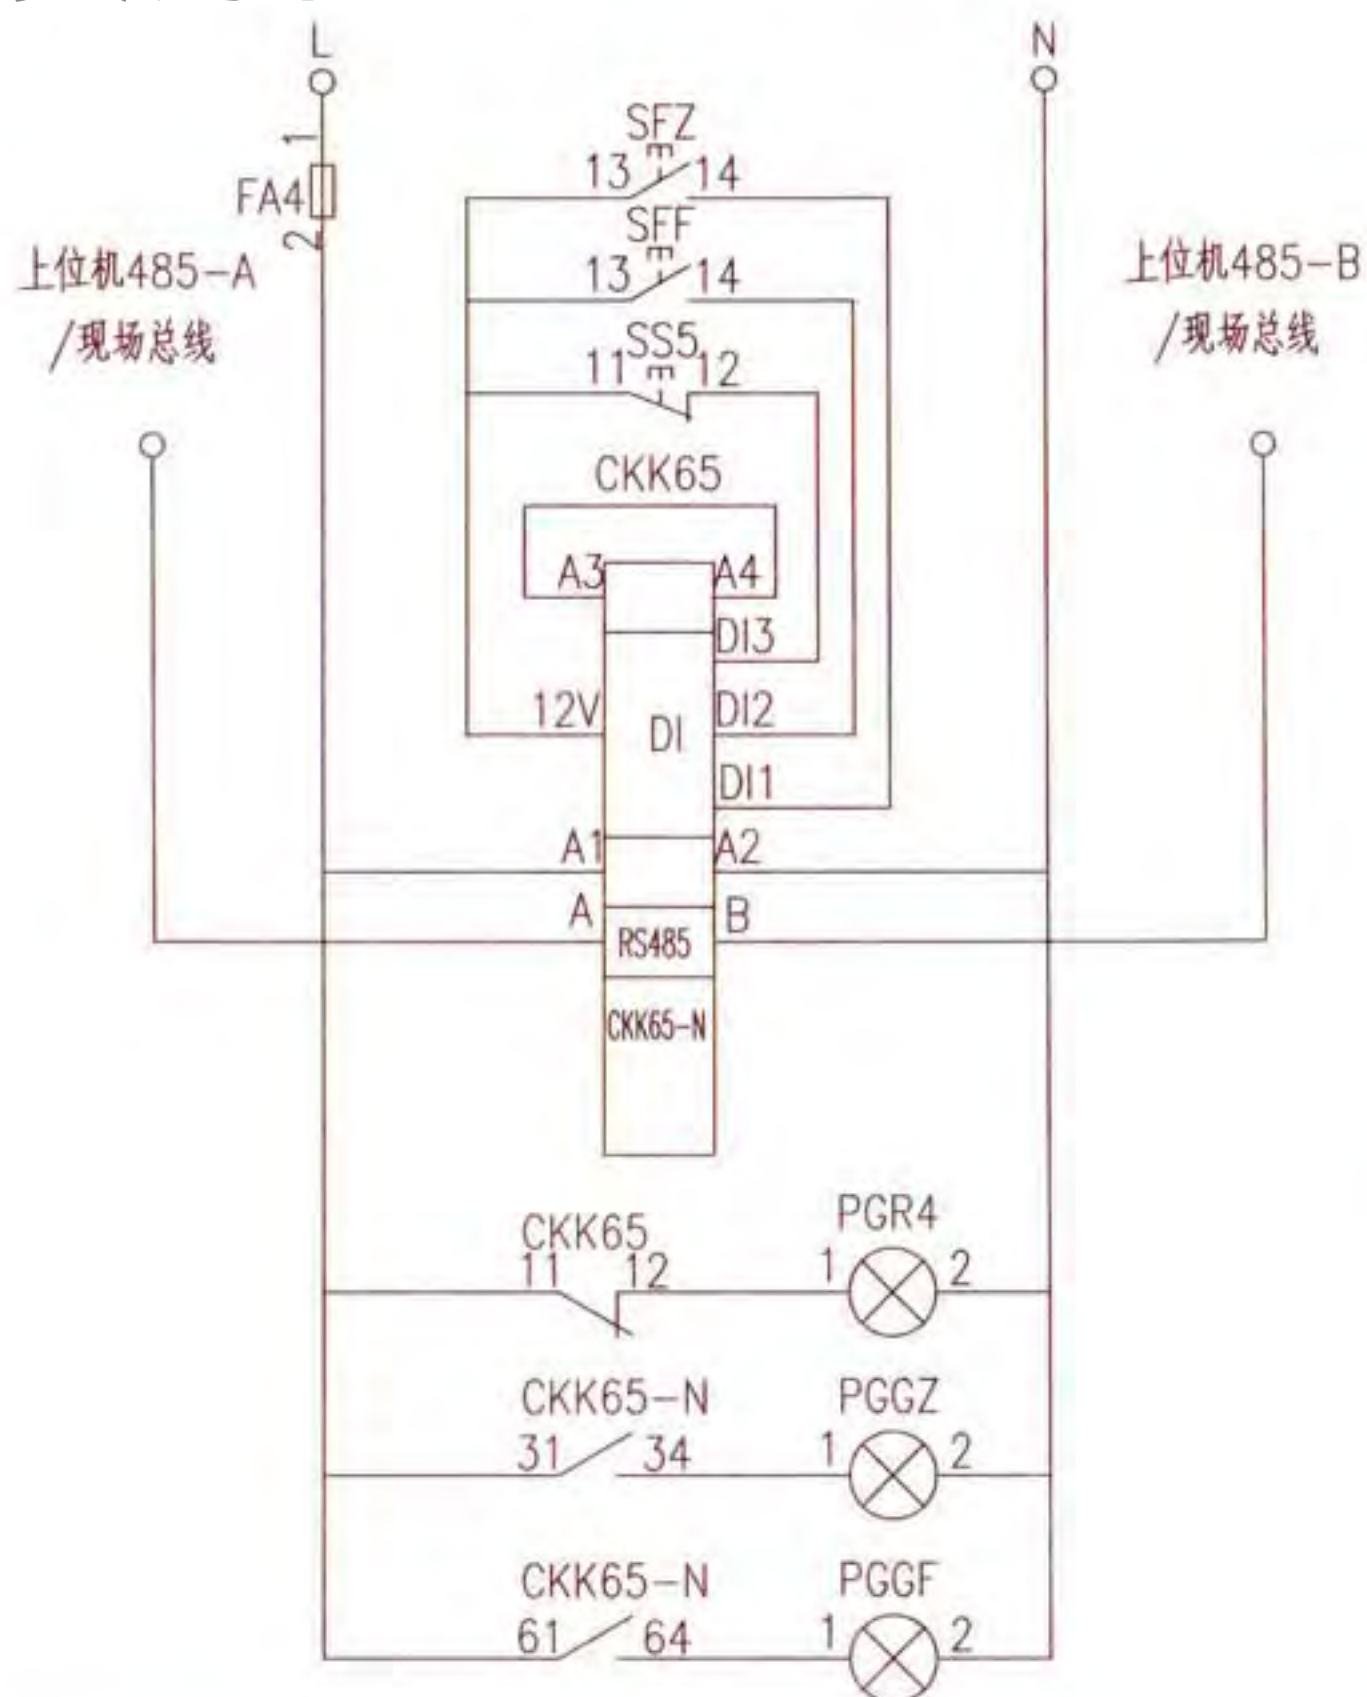 L
N
1
FA4
2
SFZ
13
14
SFF
13
14
SS5
11
12
上位机485-A
/现场总线
上位机485-B
/现场总线
CKK65
A3
A4
DI3
12V
DI
DI2
DI1
A1
A2
A
RS485
B
CKK65-N
CKK65
11
12
PGR4
1
2
CKK65-N
31
34
PGGZ
1
2
CKK65-N
61
64
PGGF
1
2